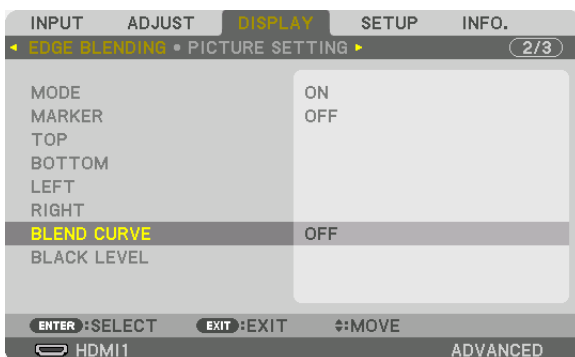 INPUT ADJUST DISPLAY SETUP INFO.
EDGE BLENDING • PICTURE SETTING 2/3
MODE ON
MARKER OFF
TOP
BOTTOM
LEFT
RIGHT
BLEND CURVE OFF
BLACK LEVEL
ENTER :SELECT EXIT :EXIT :MOVE
HDMI1 ADVANCED